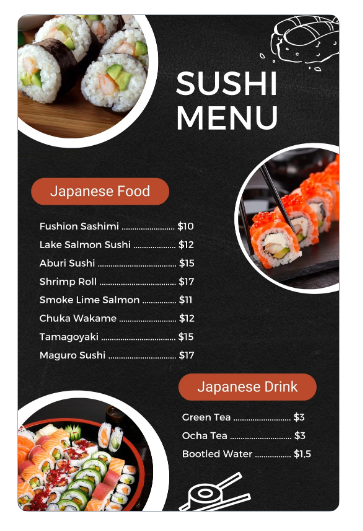 SUSHI
MENU
Japanese Food
Fushion Sashimi ........................ $10
Lake Salmon Sushi ................... $12
Aburi Sushi ................................... $15
Shrimp Roll ................................... $17
Smoke Lime Salmon ............... $11
Chuka Wakame ......................... $12
Tamagoyaki .................................. $15
Maguro Sushi ............................... $17
Japanese Drink
Green Tea .......................... $3
Ocha Tea ........................... $3
Bootled Water ................ $1,5